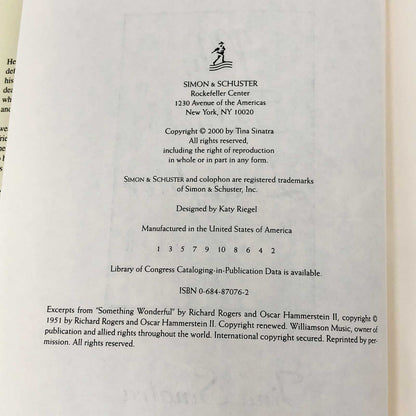 He
def
his
dea
wh
and
SIMON & SCHUSTER
Rockefeller Center
1230 Avenue of the Americas
New York, NY 10020
Copyright © 2000 by Tina Sinatra
All rights reserved,
including the right of reproduction
in whole or in part in any form.
SIMON & SCHUSTER and colophon are registered trademarks
of Simon & Schuster, Inc.
Designed by Katy Riegel
Manufactured in the United States of America
1 3 5 7 9 10 8 6 4 2
Library of Congress Cataloging-in-Publication Data is available.
ISBN 0-684-87076-2
Excerpts from "Something Wonderful" by Richard Rogers and Oscar Hammerstein II, copyright ©
1951 by Richard Rogers and Oscar Hammerstein II. Copyright renewed. Williamson Music, owner of
publication and allied rights throughout the world. International copyright secured. Reprinted by per-
mission. All rights reserved.